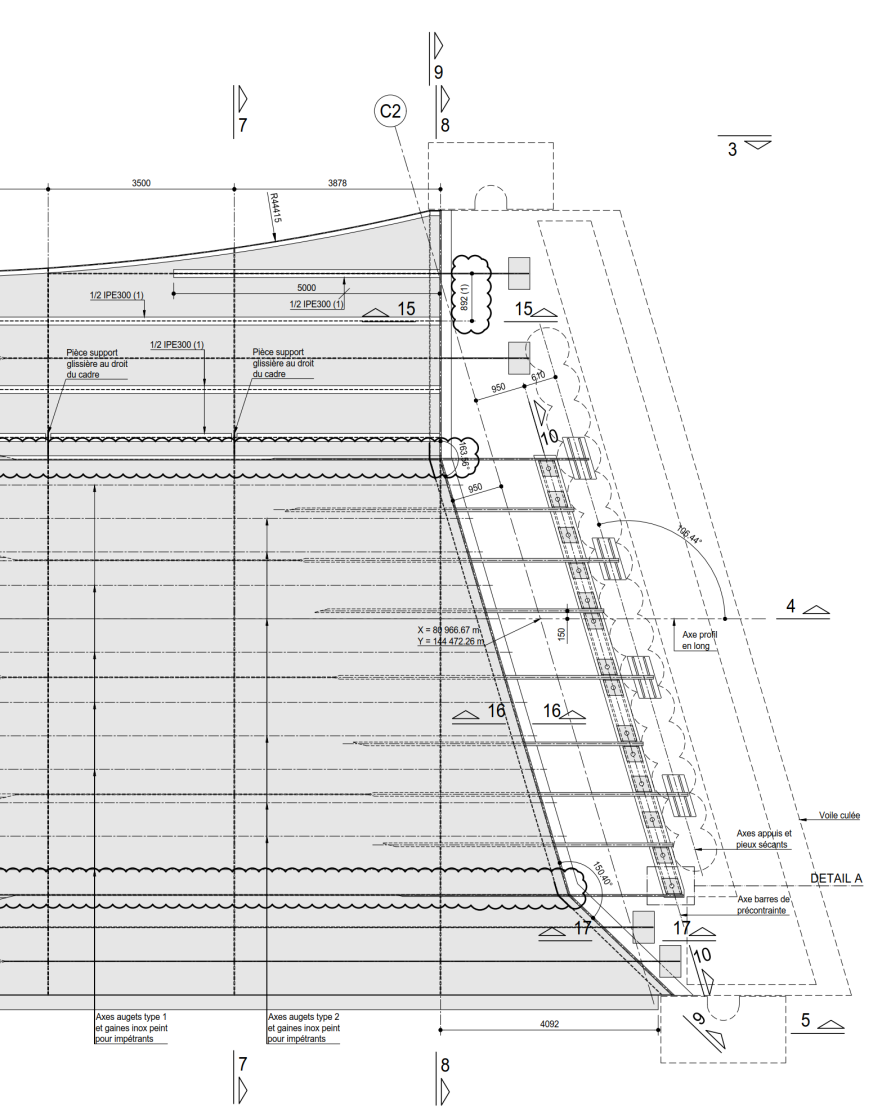 9
7
8
C2
3
3500
3878
R44415
5000
1/2 IPE300 (1)
1/2 IPE300 (1)
892 (1)
15
15
1/2 IPE300 (1)
Pièce support
glissière au droit
du cadre
Pièce support
glissière au droit
du cadre
950
610
10
163.56°
950
106.44°
4
X = 80 966.67 m
Y = 144 472.26 m
150
Axe profil
en long
16
16
Voile culée
Axes appuis et
pieux sécants
150.40°
DETAIL A
Axe barres de
précontrainte
17
17
10
Axes augets type 1
et gaines inox peint
pour impétrants
Axes augets type 2
et gaines inox peint
pour impétrants
4092
9
5
7
8